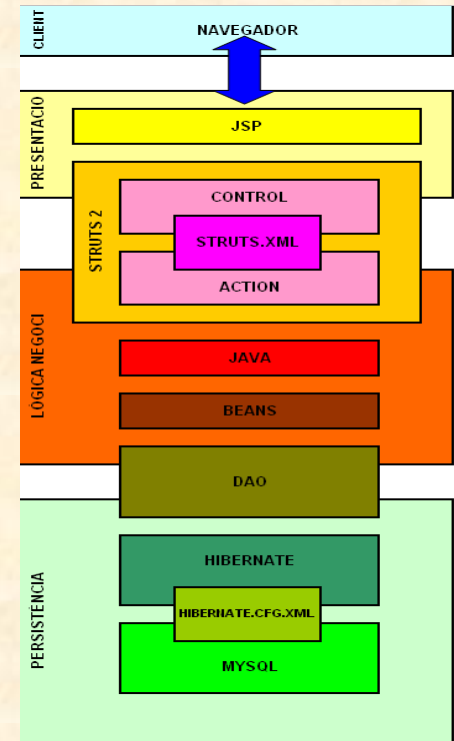 CLIENT
NAVEGADOR
PRESENTACIO
JSP
STRUTS 2
CONTROL
STRUTS.XML
ACTION
LOGICA NEGOCI
JAVA
BEANS
DAO
PERSISTENCIA
HIBERNATE
HIBERNATE.CFG.XML
MYSQL